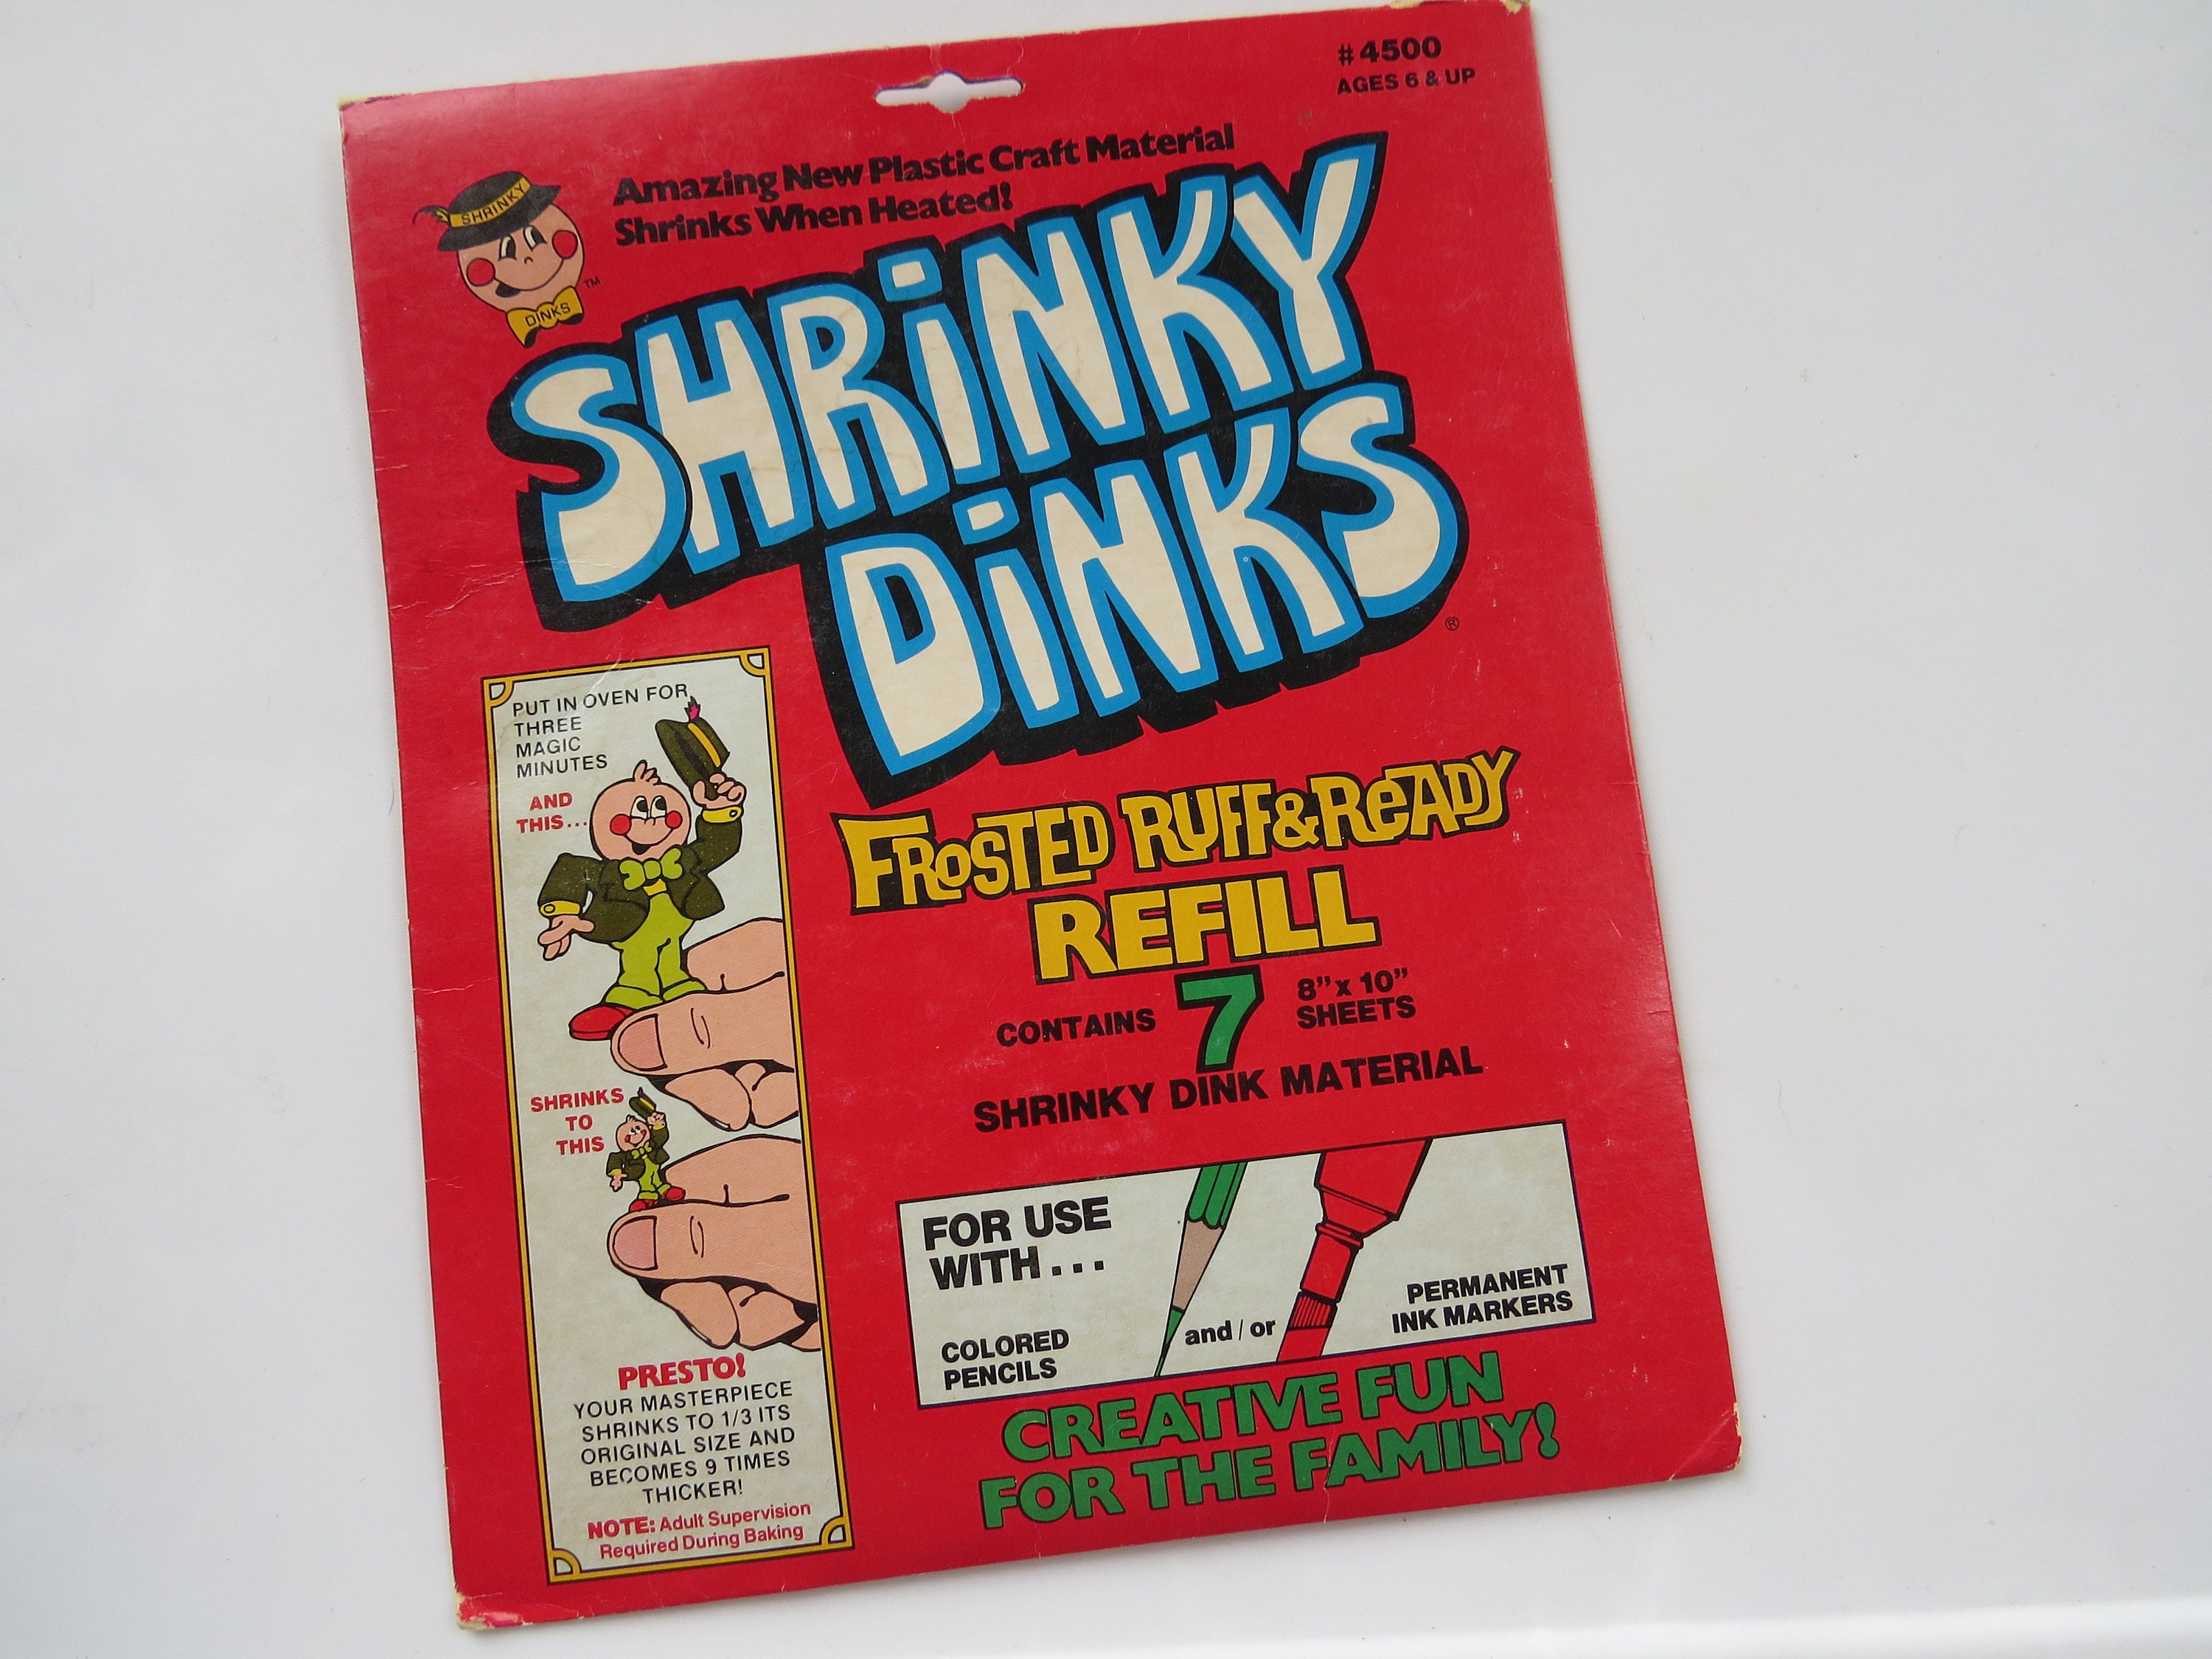 #4500
AGES 6 & UP
Amazing New Plastic Craft Material
Shrinks When Heated!
SHRINKY
DINKS
TM
SHRiNKY
DiNKS
®
PUT IN OVEN FOR
THREE
MAGIC
MINUTES
AND
THIS...
SHRINKS
TO
THIS
PRESTO!
YOUR MASTERPIECE
SHRINKS TO 1/3 ITS
ORIGINAL SIZE AND
BECOMES 9 TIMES
THICKER!
NOTE: Adult Supervision
Required During Baking
FRoSTED RUFF&ReADY
REFILL
CONTAINS 7 8" x 10"
SHEETS
SHRINKY DINK MATERIAL
FOR USE
WITH...
COLORED
PENCILS
and / or
PERMANENT
INK MARKERS
CREATIVE FUN
FOR THE FAMILY!